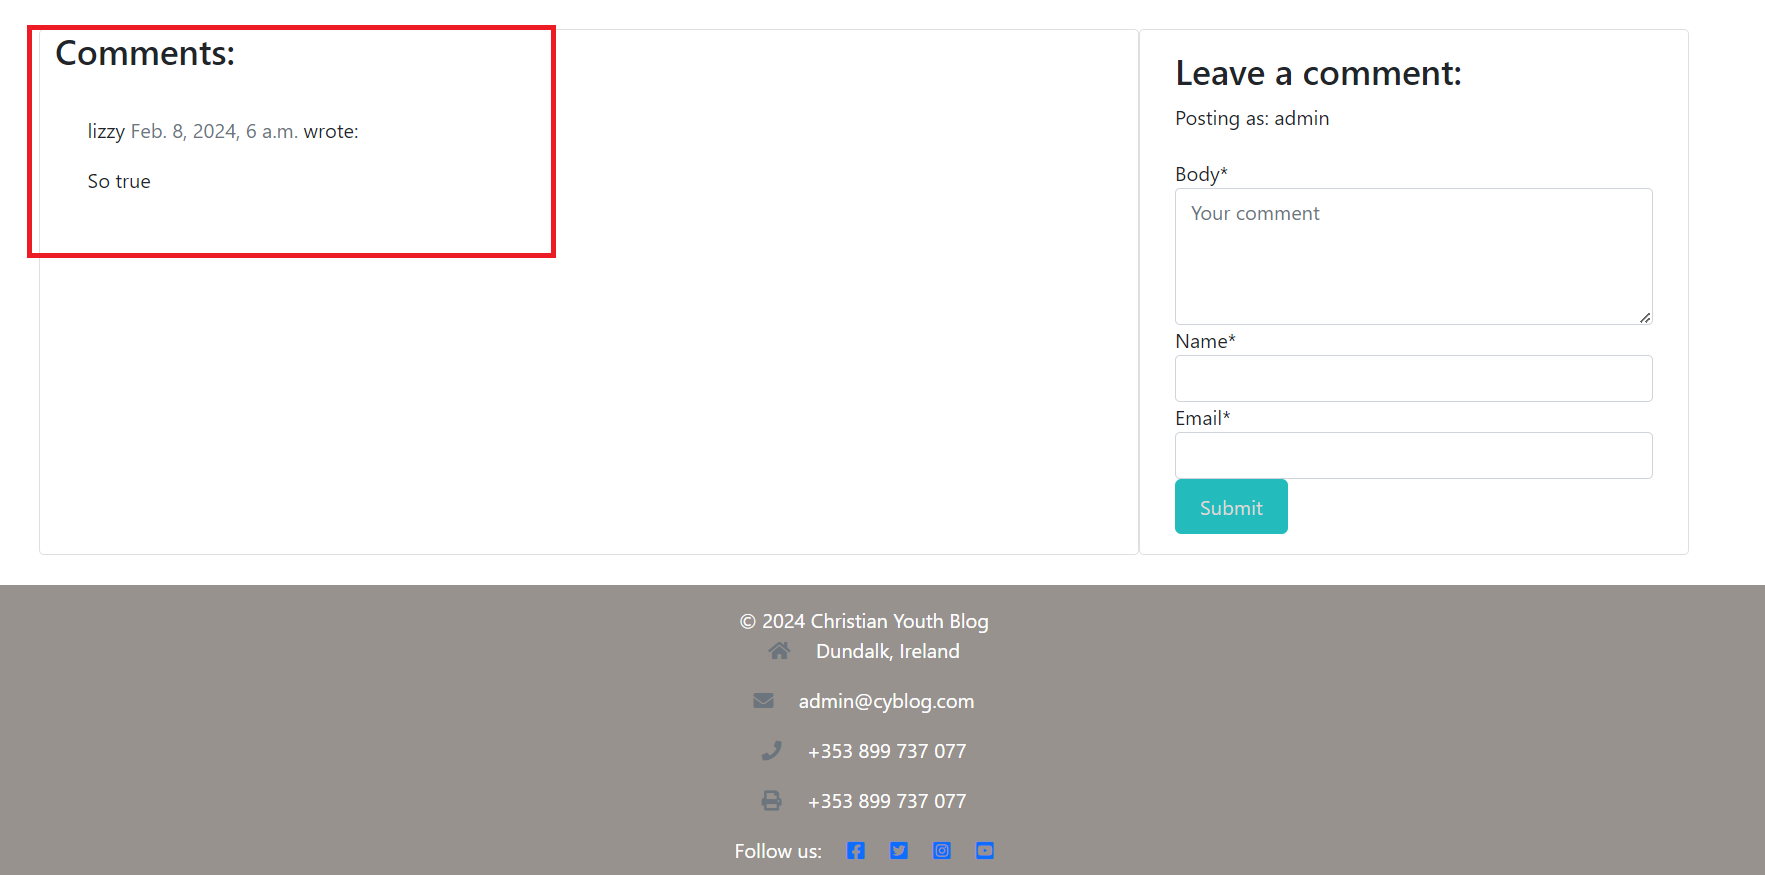 Comments:
lizzy Feb. 8, 2024, 6 a.m. wrote:
So true
Leave a comment:
Posting as: admin
Body*
Your comment
Name*
Email*
Submit
© 2024 Christian Youth Blog
Dundalk, Ireland
admin@cyblog.com
+353 899 737 077
+353 899 737 077
Follow us: